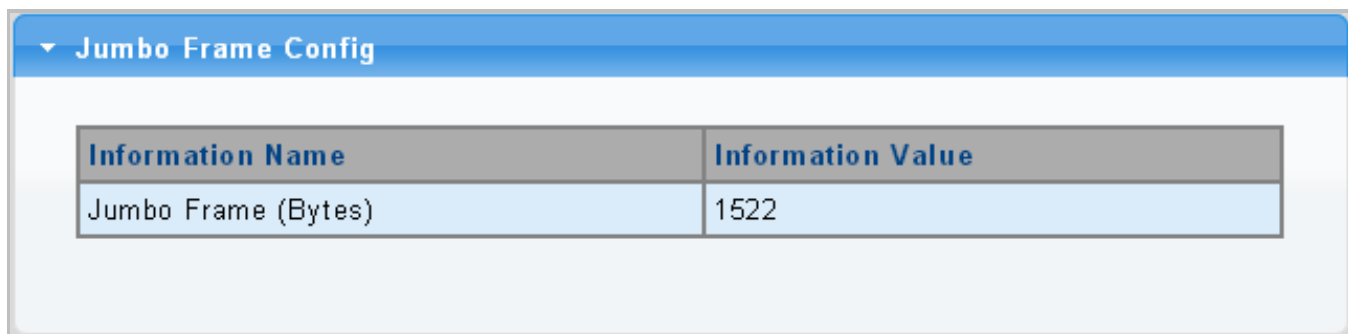 Jumbo Frame Config
Information Name Information Value
Jumbo Frame (Bytes) 1522